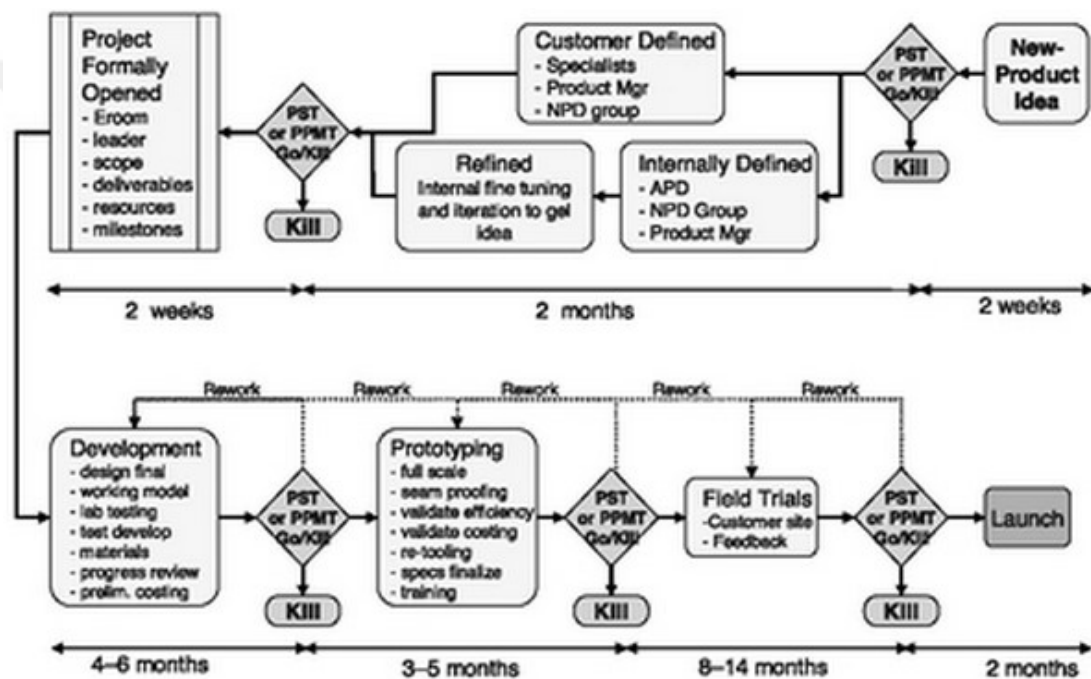 Project
Formally
Opened
- Eroom
- leader
- scope
- deliverables
- resources
- milestones
PST
or PPMT
Go/Kill
Kill
Customer Defined
- Specialists
- Product Mgr
- NPD group
Refined
Internal fine tuning
and iteration to gel
idea
Internally Defined
- APD
- NPD Group
- Product Mgr
PST
or PPMT
Go/Kill
Kill
New-
Product
Idea
2 weeks
2 months
2 weeks
Rework
Rework
Rework
Rework
Rework
Development
- design final
- working model
- lab testing
- test develop
- materials
- progress review
- prelim. costing
PST
or PPMT
Go/Kill
Kill
Prototyping
- full scale
- seam proofing
- validate efficiency
- validate costing
- re-tooling
- specs finalize
- training
PST
or PPMT
Go/Kill
Kill
Field Trials
-Customer site
- Feedback
PST
or PPMT
Go/Kill
Kill
Launch
4–6 months
3–5 months
8–14 months
2 months